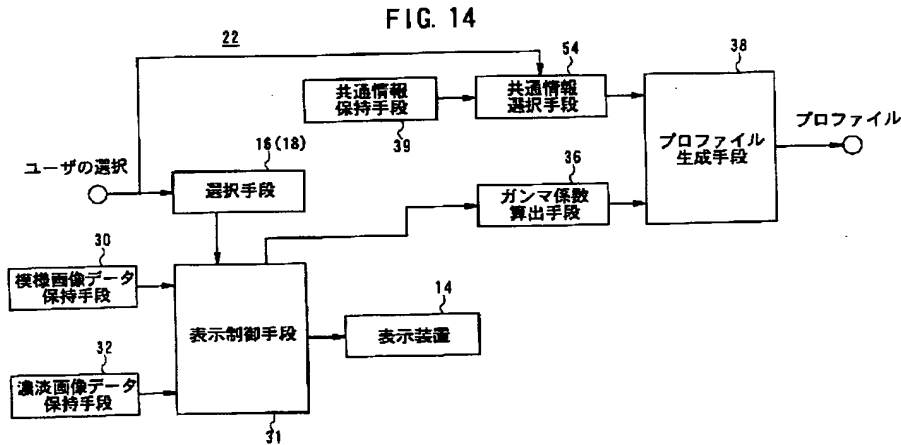 FIG. 14
22
54
38
共通情報
保持手段
39
共通情報
選択手段
プロファイル
生成手段
プロファイル
ユーザの選択
16(18)
選択手段
36
ガンマ係数
算出手段
30
模様画像データ
保持手段
表示制御手段
14
表示装置
32
濃淡画像データ
保持手段
31